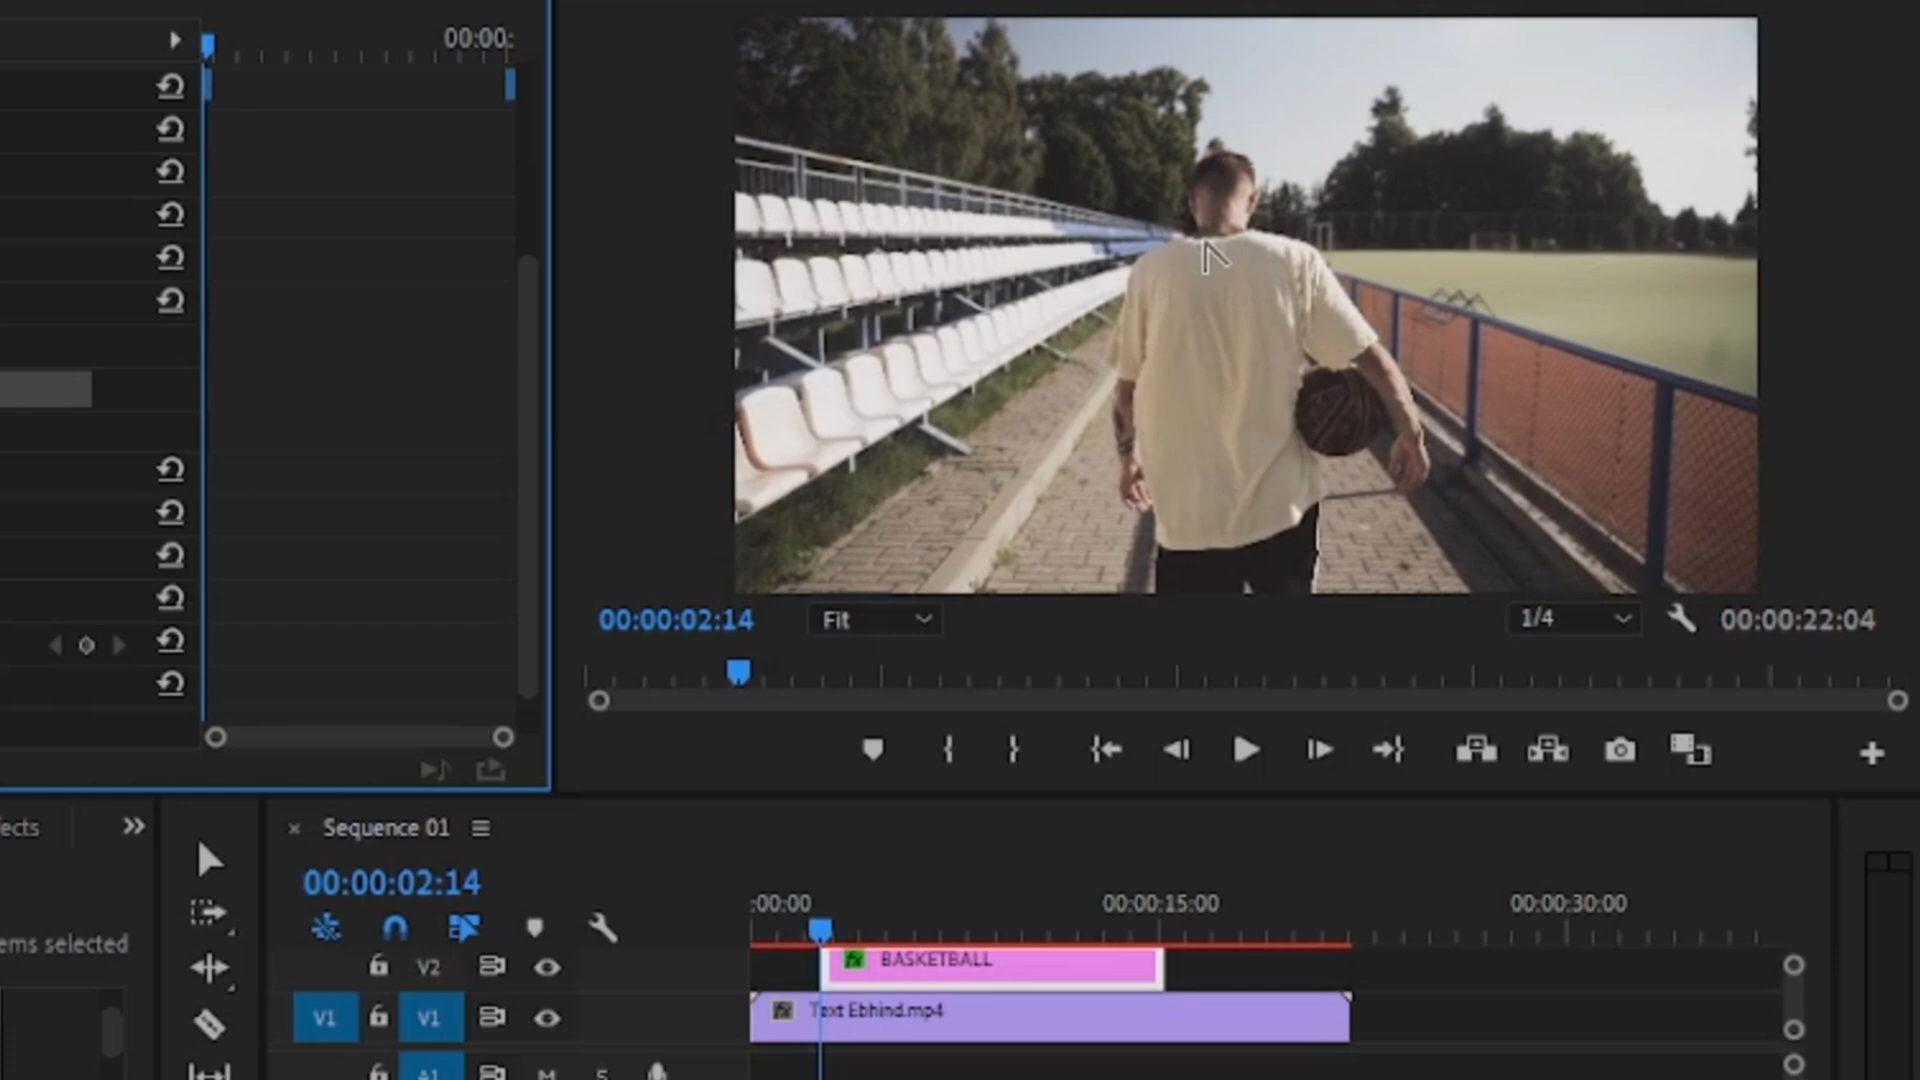 00:00:
00:00:02:14
Fit
1/4
00:00:22:04
ects
Sequence 01
00:00:02:14
:00:00
00:00:15:00
00:00:30:00
ems selected
V2
fx BASKETBALL
V1
V1
fx Text Ebhind.mp4
A1
M
S